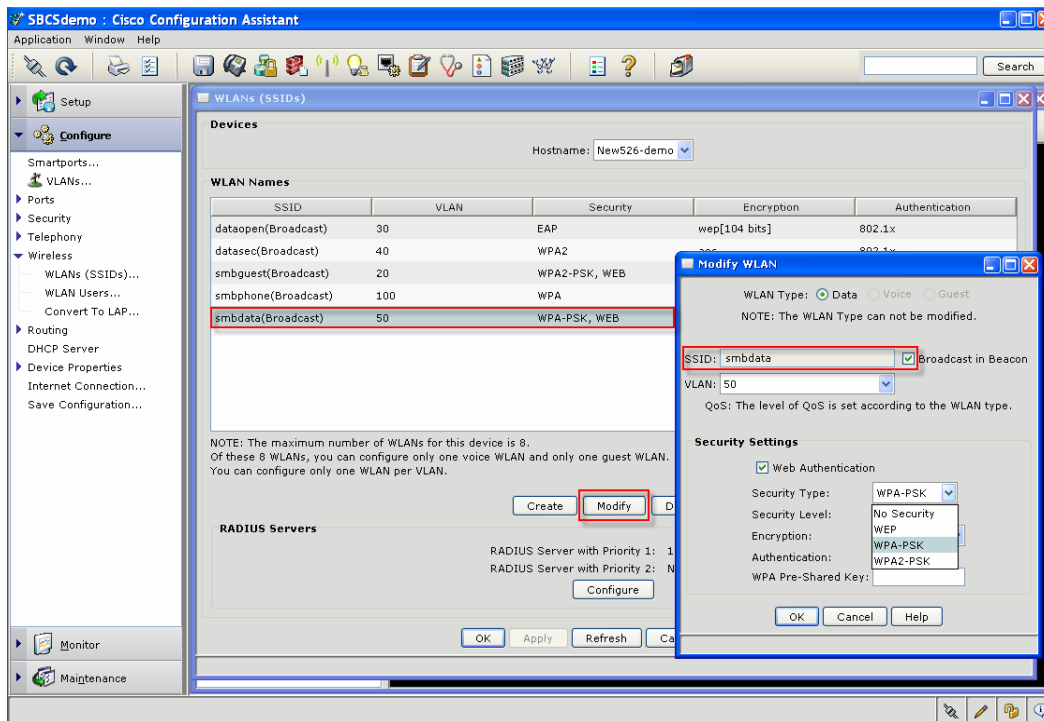 SBCSdemo : Cisco Configuration Assistant
Application Window Help
Search
Setup
Configure
Smartports...
VLANs...
Ports
Security
Telephony
Wireless
WLANs (SSIDs)...
WLAN Users...
Convert To LAP...
Routing
DHCP Server
Device Properties
Internet Connection...
Save Configuration...
Monitor
Maintenance
WLANs (SSIDs)
Devices
Hostname: New526-demo
WLAN Names
SSID VLAN Security Encryption Authentication
dataopen(Broadcast) 30 EAP wep[104 bits] 802.1x
datasec(Broadcast) 40 WPA2
smbguest(Broadcast) 20 WPA2-PSK, WEB
smbphone(Broadcast) 100 WPA
smbdata(Broadcast) 50 WPA-PSK, WEB
NOTE: The maximum number of WLANs for this device is 8.
Of these 8 WLANs, you can configure only one voice WLAN and only one guest WLAN.
You can configure only one WLAN per VLAN.
Create Modify D
RADIUS Servers
RADIUS Server with Priority 1: 1
RADIUS Server with Priority 2: N
Configure
OK Apply Refresh Ca
Modify WLAN
WLAN Type: Data Voice Guest
NOTE: The WLAN Type can not be modified.
SSID: smbdata Broadcast in Beacon
VLAN: 50
QoS: The level of QoS is set according to the WLAN type.
Security Settings
Web Authentication
Security Type: WPA-PSK
Security Level: No Security
WEP
Encryption: WPA-PSK
Authentication: WPA2-PSK
WPA Pre-Shared Key:
OK Cancel Help